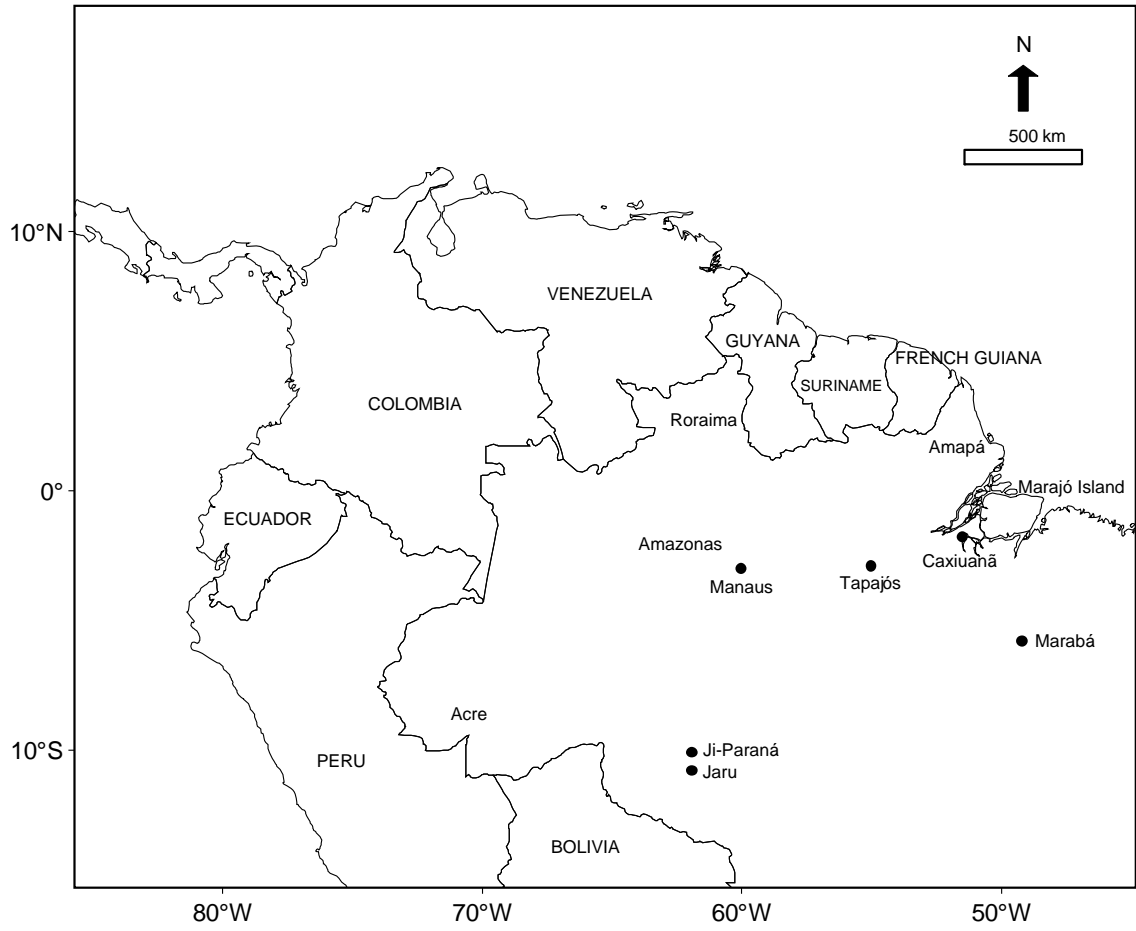 N
500 km
10°N
VENEZUELA
GUYANA
FRENCH GUIANA
SURINAME
COLOMBIA
Roraima
Amapá
0°
Marajó Island
ECUADOR
Amazonas
Caxiuanã
Manaus
Tapajós
Marabá
Acre
10°S
Ji-Paraná
PERU
Jaru
BOLIVIA
80°W 70°W 60°W 50°W